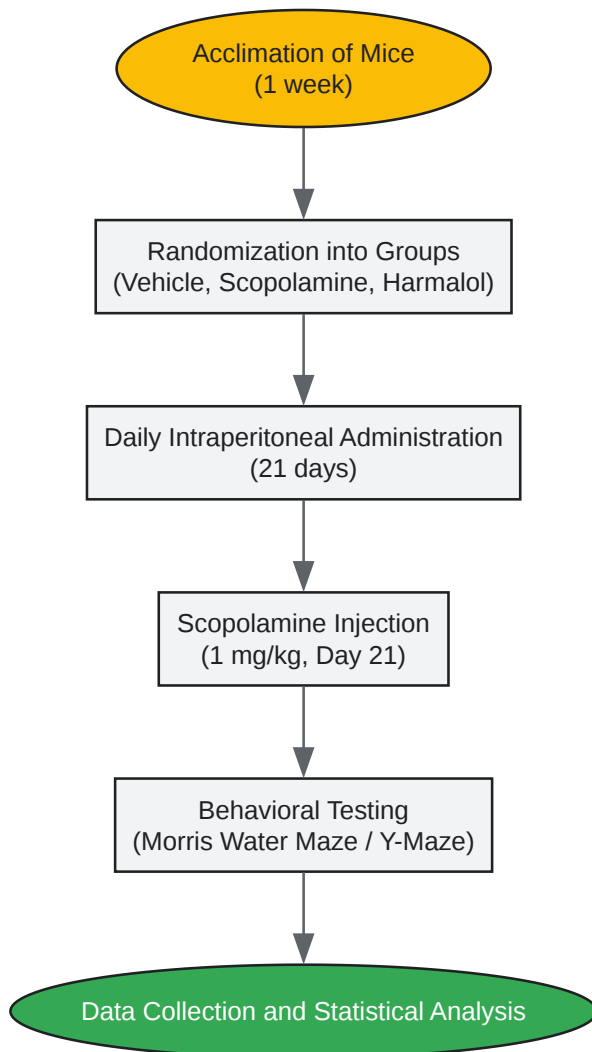 Acclimation of Mice
(1 week)
Randomization into Groups
(Vehicle, Scopolamine, Harmalol)
Daily Intraperitoneal Administration
(21 days)
Scopolamine Injection
(1 mg/kg, Day 21)
Behavioral Testing
(Morris Water Maze / Y-Maze)
Data Collection and Statistical Analysis